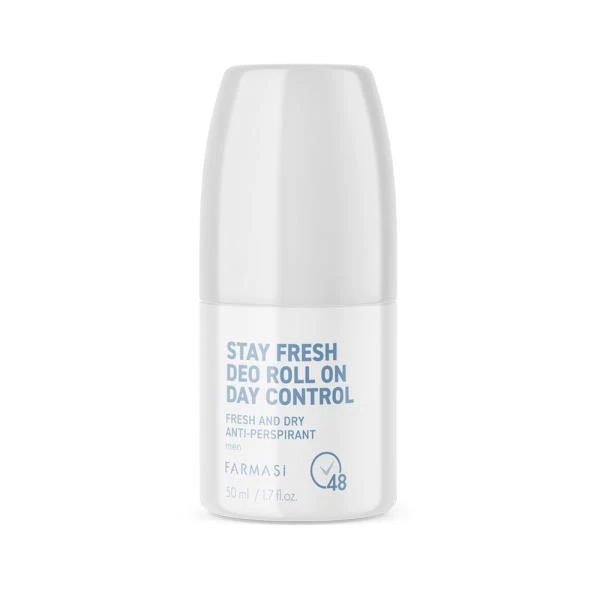 STAY FRESH
DEO ROLL ON
DAY CONTROL
FRESH AND DRY
ANTI-PERSPIRANT
men
FARMASI
48
50 ml / 1.7 fl.oz.